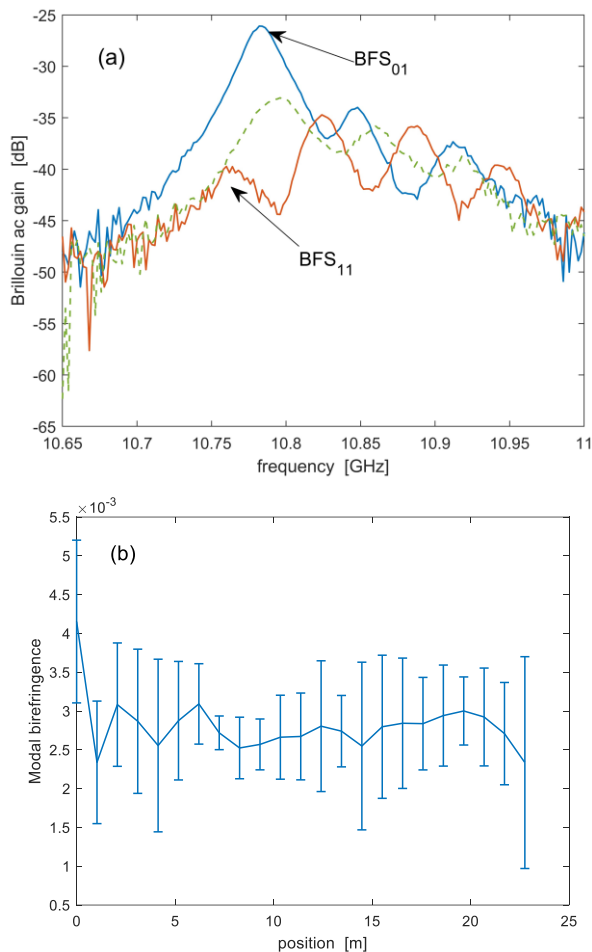 -25
-30
-35
-40
-45
-50
-55
-60
-65
Brillouin ac gain [dB]
(a)
BFS01
BFS11
10.65 10.7 10.75 10.8 10.85 10.9 10.95 11
frequency [GHz]
×10-3
5.5
5
4.5
4
3.5
3
2.5
2
1.5
1
0.5
Modal birefringence
(b)
0 5 10 15 20 25
position [m]